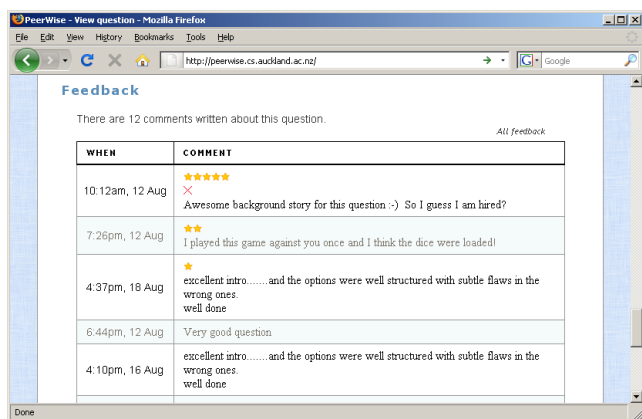 PeerWise - View question - Mozilla Firefox
File Edit View History Bookmarks Tools Help
http://peerwise.cs.auckland.ac.nz/
G Google
Feedback
There are 12 comments written about this question.
All feedback
WHEN COMMENT
10:12am, 12 Aug
Awesome background story for this question :-) So I guess I am hired?
7:26pm, 12 Aug
I played this game against you once and I think the dice were loaded!
4:37pm, 18 Aug
excellent intro.......and the options were well structured with subtle flaws in the
wrong ones.
well done
6:44pm, 12 Aug Very good question
4:10pm, 16 Aug
excellent intro.......and the options were well structured with subtle flaws in the
wrong ones.
well done
Done